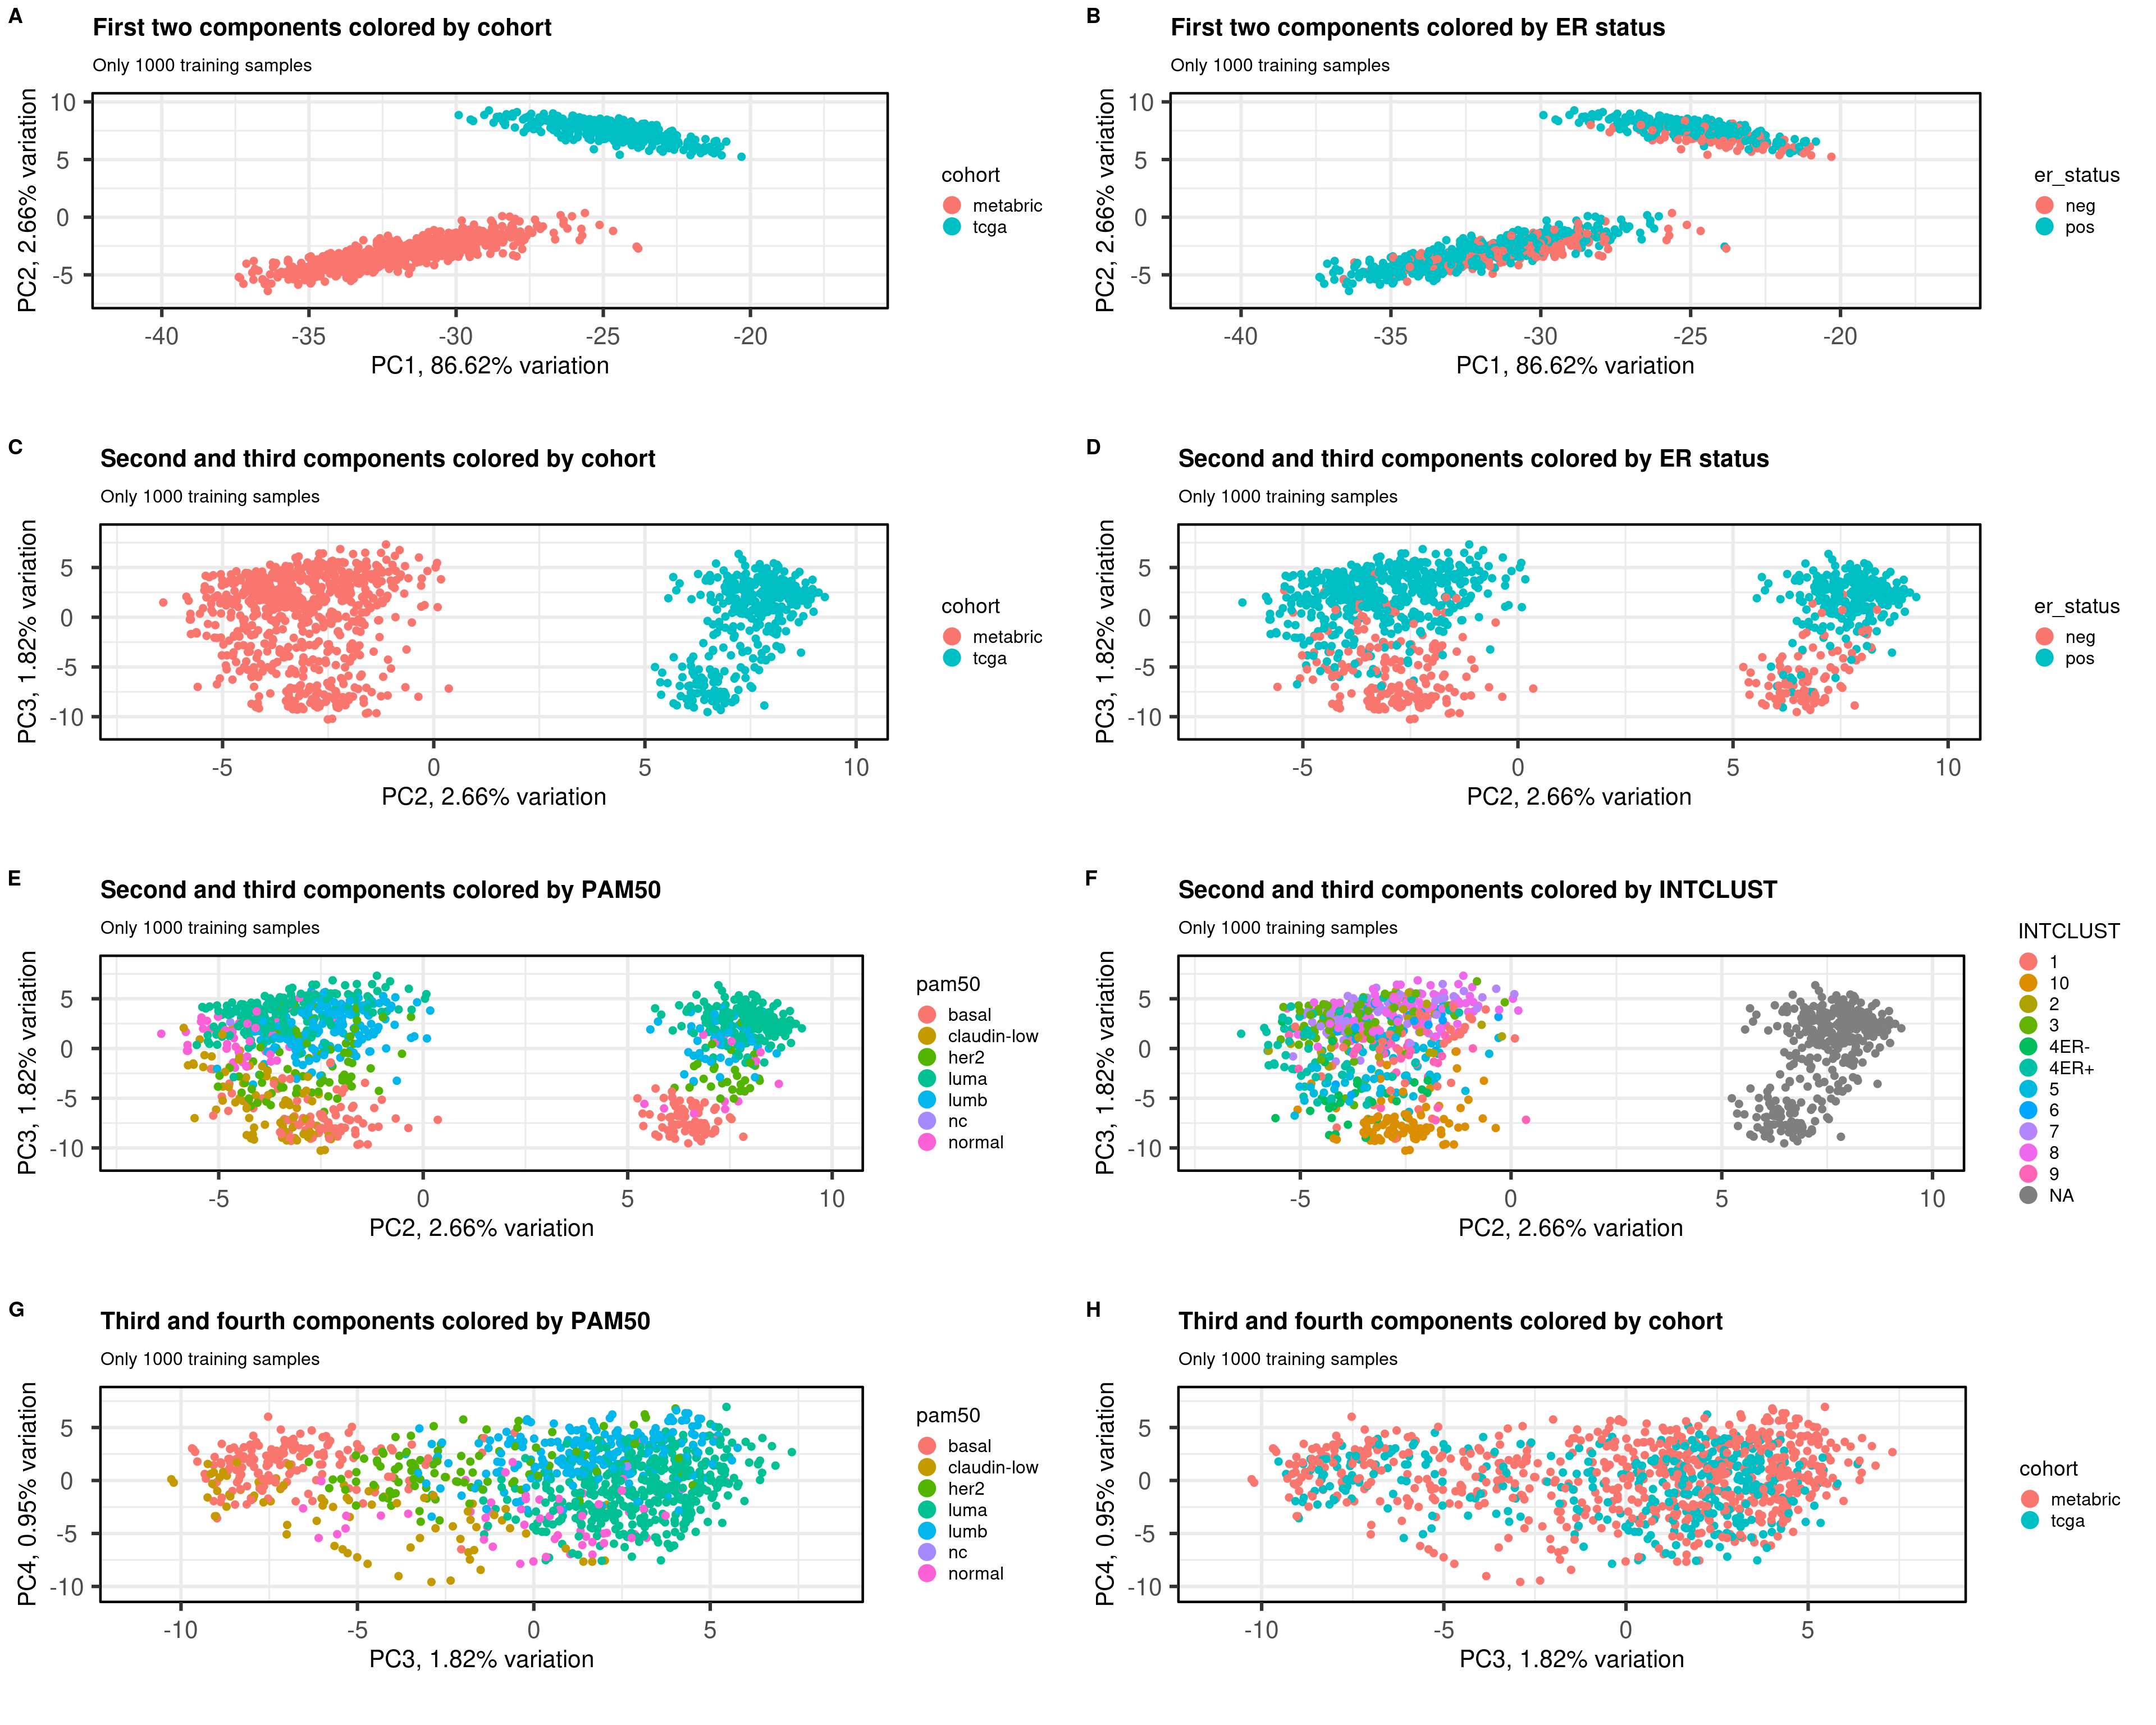 A
First two components colored by cohort
Only 1000 training samples
PC2, 2.66% variation
10
5
0
-5
-40
-35
-30
-25
-20
PC1, 86.62% variation
cohort
metabric
tcga
B
First two components colored by ER status
Only 1000 training samples
PC2, 2.66% variation
10
5
0
-5
-40
-35
-30
-25
-20
PC1, 86.62% variation
er_status
neg
pos
C
Second and third components colored by cohort
Only 1000 training samples
PC3, 1.82% variation
5
0
-5
-10
-5
0
5
10
PC2, 2.66% variation
cohort
metabric
tcga
D
Second and third components colored by ER status
Only 1000 training samples
PC3, 1.82% variation
5
0
-5
-10
-5
0
5
10
PC2, 2.66% variation
er_status
neg
pos
E
Second and third components colored by PAM50
Only 1000 training samples
PC3, 1.82% variation
5
0
-5
-10
-5
0
5
10
PC2, 2.66% variation
pam50
basal
claudin-low
her2
luma
lumb
nc
normal
F
Second and third components colored by INTCLUST
Only 1000 training samples
PC3, 1.82% variation
5
0
-5
-10
-5
0
5
10
PC2, 2.66% variation
INTCLUST
1
10
2
3
4ER-
4ER+
5
6
7
8
9
NA
G
Third and fourth components colored by PAM50
Only 1000 training samples
PC4, 0.95% variation
5
0
-5
-10
-10
-5
0
5
PC3, 1.82% variation
pam50
basal
claudin-low
her2
luma
lumb
nc
normal
H
Third and fourth components colored by cohort
Only 1000 training samples
PC4, 0.95% variation
5
0
-5
-10
-10
-5
0
5
PC3, 1.82% variation
cohort
metabric
tcga